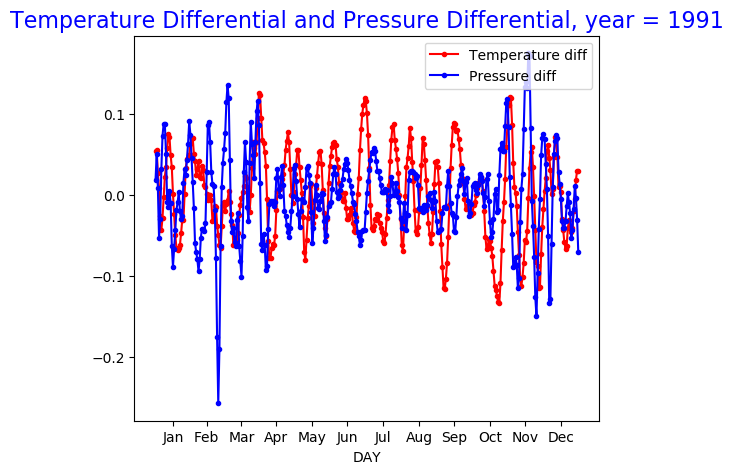 Temperature Differential and Pressure Differential, year = 1991
Temperature diff
Pressure diff
0.1
0.0
−0.1
−0.2
Jan Feb Mar Apr May Jun Jul Aug Sep Oct Nov Dec
DAY